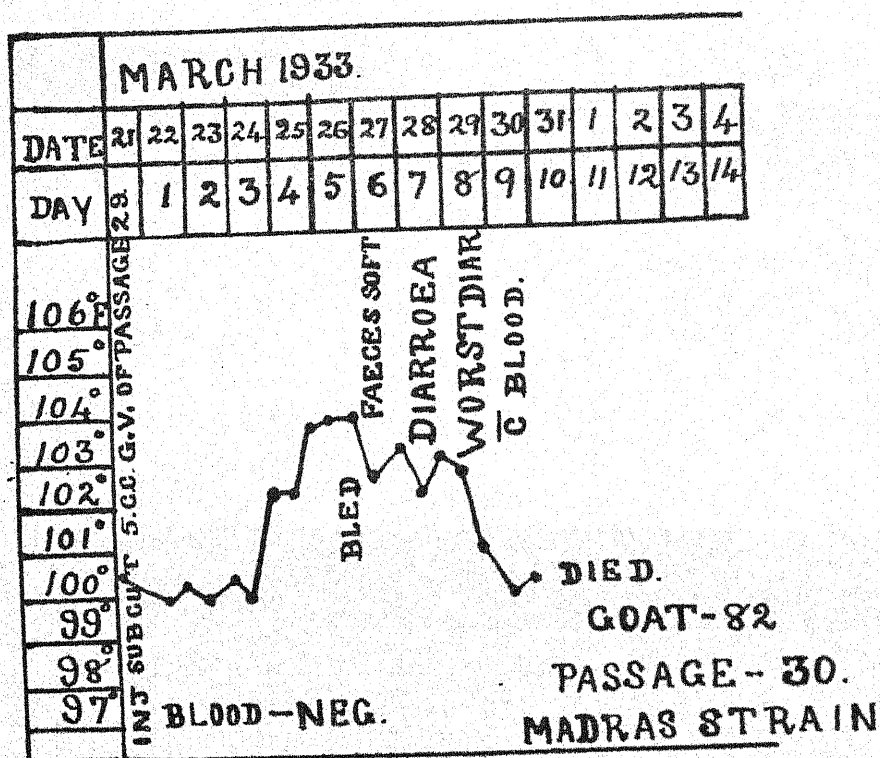 MARCH 1933.
DATE 21 22 23 24 25 26 27 28 29 30 31 1 2 3 4
DAY 1 2 3 4 5 6 7 8 9 10 11 12 13 14
106°F
105°
104°
103°
102°
101°
100°
99°
98°
97°
INJ SUBCUT 5.C.C. G.V. OF PASSAGE 29.
BLED
FAECES SOFT
DIARROEA
WORST DIAR
C̅ BLOOD.
DIED.
GOAT-82
PASSAGE-30.
MADRAS STRAIN
BLOOD-NEG.